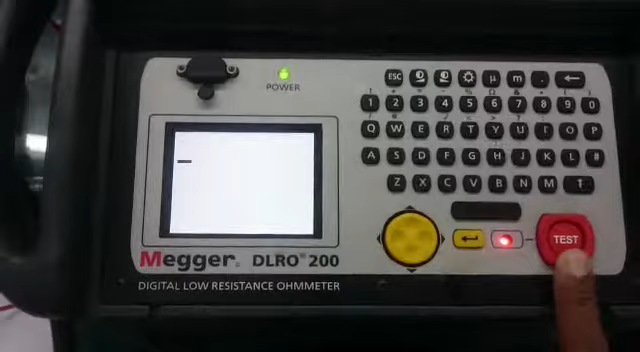 POWER
ESC µ m .
1 2 3 4 5 6 7 8 9 0
Q W E R T Y U I O P
A S D F G H J K L #
Z X C V B N M
TEST
Megger. DLRO® 200
DIGITAL LOW RESISTANCE OHMMETER